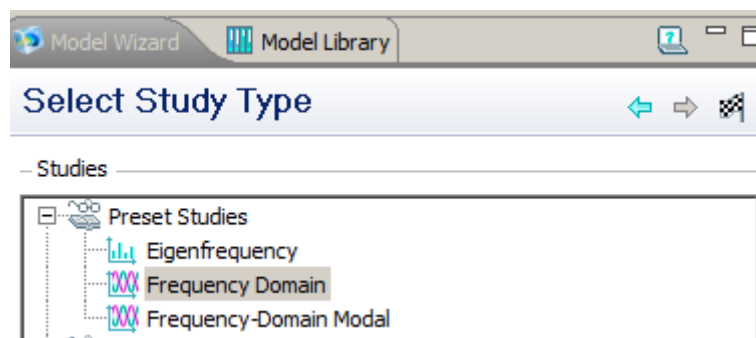 Model Wizard Model Library
Select Study Type
Studies
Preset Studies
Eigenfrequency
Frequency Domain
Frequency-Domain Modal